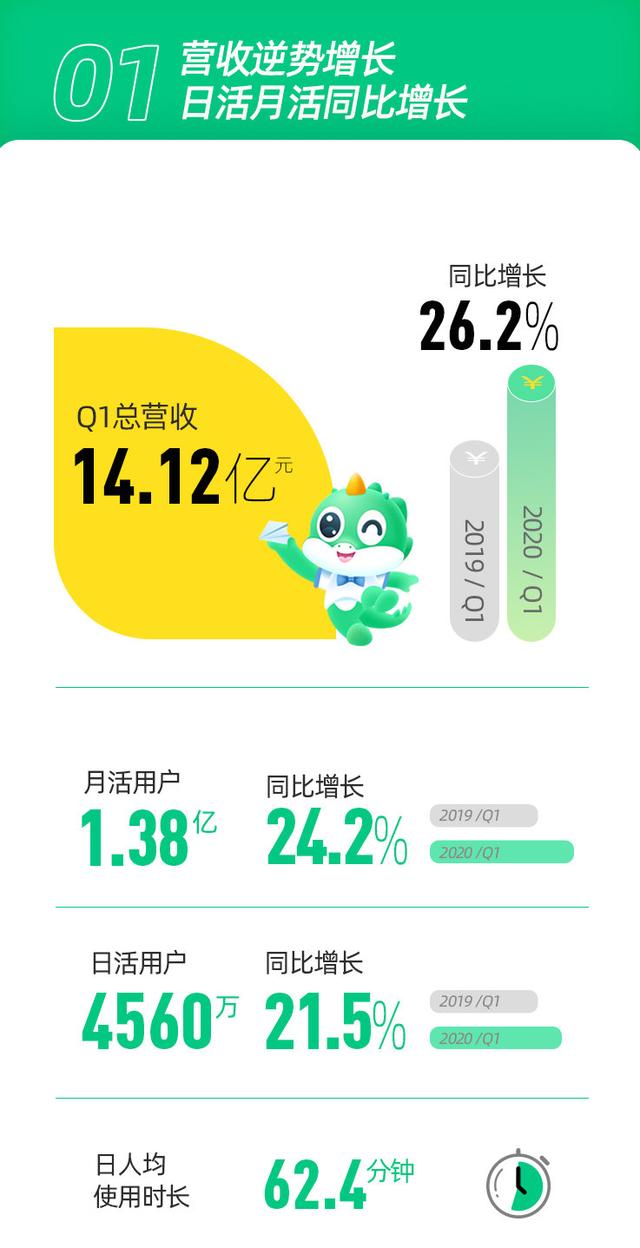 01
营收逆势增长
日活月活同比增长
同比增长
26.2%
Q1总营收
14.12亿元
¥
¥
2019 / Q1
2020 / Q1
月活用户
1.38亿
同比增长
24.2%
2019 /Q1
2020 /Q1
日活用户
4560万
同比增长
21.5%
2019 /Q1
2020 /Q1
日人均
使用时长
62.4分钟